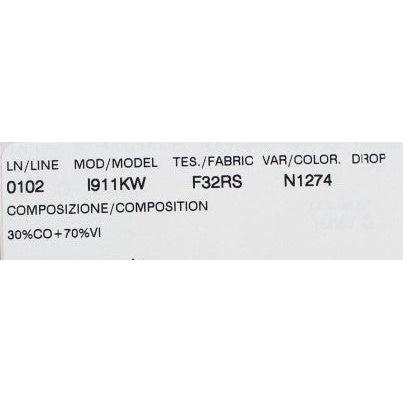 LN/LINE MOD/MODEL TES./FABRIC VAR/COLOR. DROP
0102 I911KW F32RS N1274
COMPOSIZIONE/COMPOSITION
30%CO+70%VI